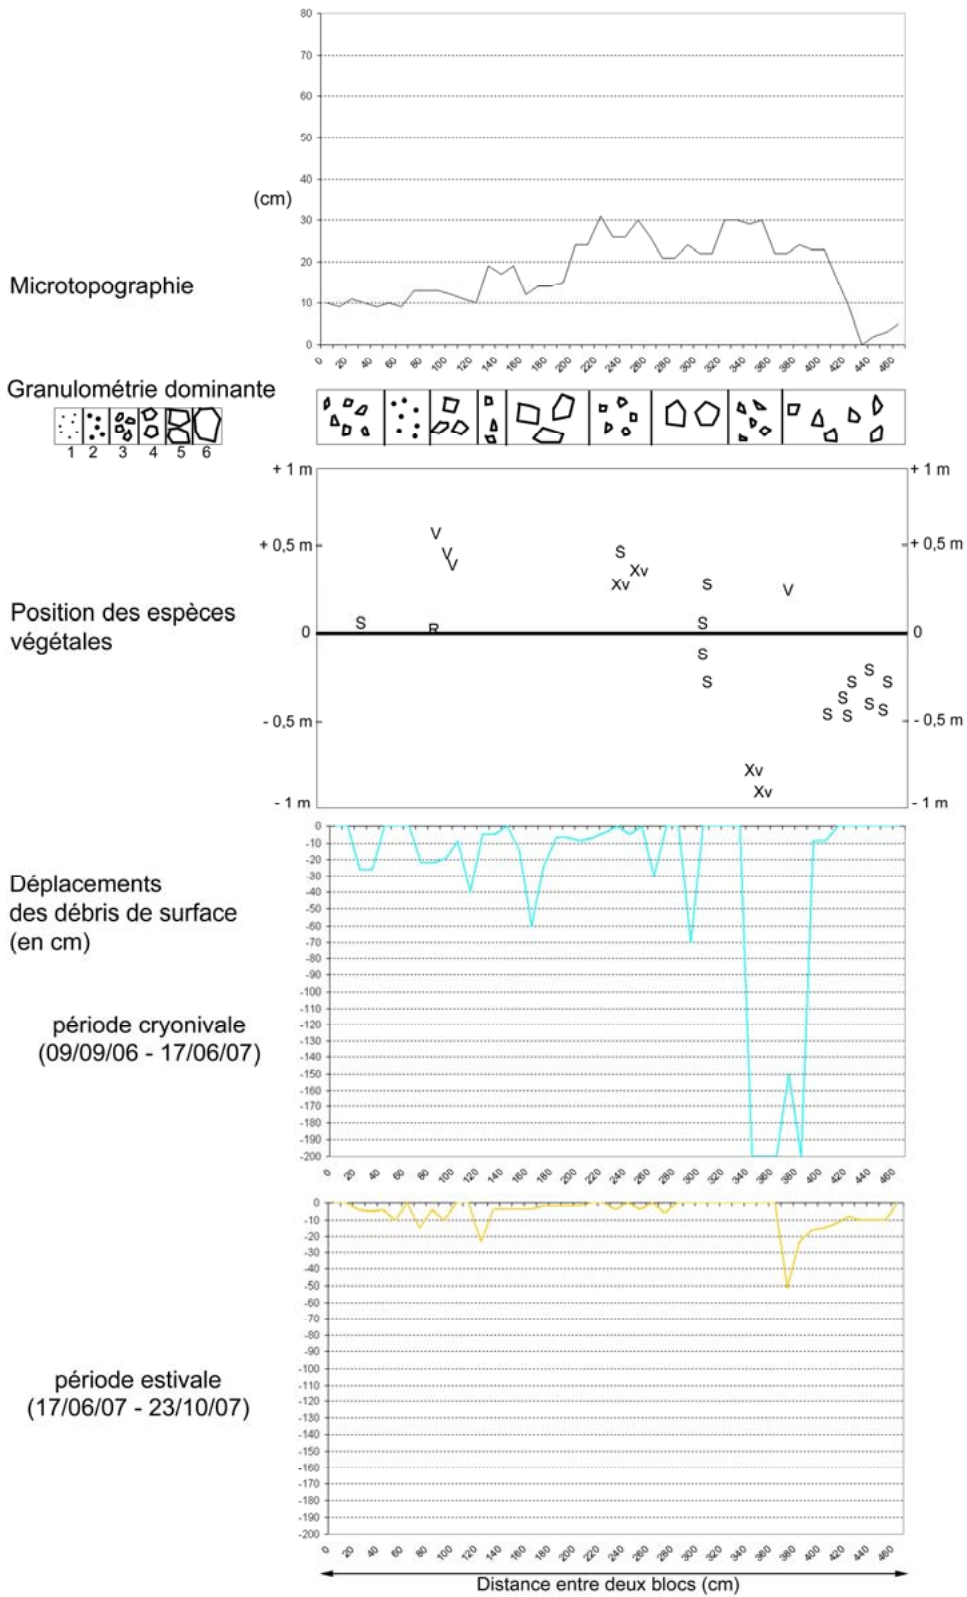 80
70
60
50
40
(cm)
30
20
10
0
Microtopographie
0 20 40 60 80 100 120 140 160 180 200 220 240 260 280 300 320 340 360 380 400 420 440 460
Granulométrie dominante
1 2 3 4 5 6
+ 1 m + 1 m
V
+ 0,5 m + 0,5 m
V S
V Xv
Xv S V
Position des espèces
végétales
S R S
0 0
S
S S S S
S S S
S S
- 0,5 m - 0,5 m
Xv
Xv
- 1 m - 1 m
0
-10
-20
-30
-40
-50
-60
-70
-80
-90
-100
-110
-120
-130
-140
-150
-160
-170
-180
-190
-200
Déplacements
des débris de surface
(en cm)
période cryonivale
(09/09/06 - 17/06/07)
0 20 40 60 80 100 120 140 160 180 200 220 240 260 280 300 320 340 360 380 400 420 440 460
0
-10
-20
-30
-40
-50
-60
-70
-80
-90
-100
-110
-120
-130
-140
-150
-160
-170
-180
-190
-200
période estivale
(17/06/07 - 23/10/07)
0 20 40 60 80 100 120 140 160 180 200 220 240 260 280 300 320 340 360 380 400 420 440 460
Distance entre deux blocs (cm)